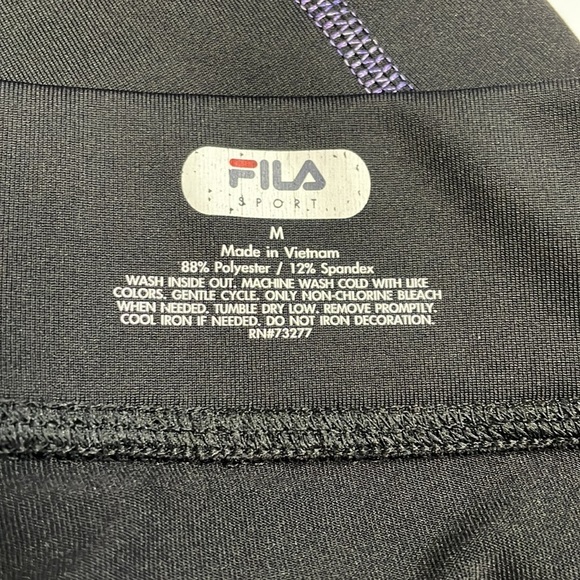 FILA
SPORT
M
Made in Vietnam
88% Polyester / 12% Spandex
WASH INSIDE OUT. MACHINE WASH COLD WITH LIKE
COLORS. GENTLE CYCLE. ONLY NON-CHLORINE BLEACH
WHEN NEEDED. TUMBLE DRY LOW. REMOVE PROMPTLY.
COOL IRON IF NEEDED. DO NOT IRON DECORATION.
RN#73277